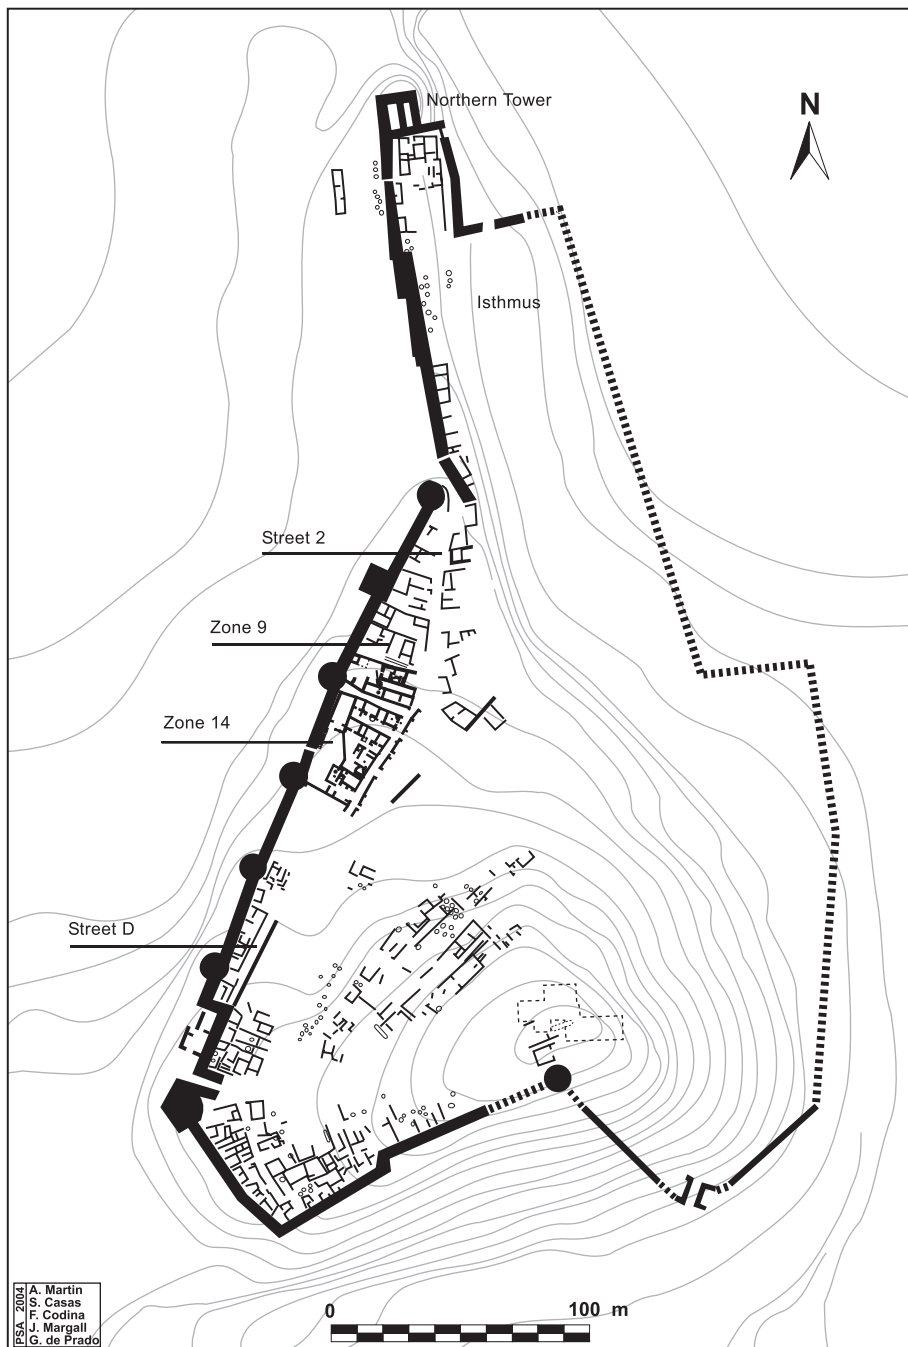 Northern Tower
N
Isthmus
Street 2
Zone 9
Zone 14
Street D
PSA 2004
A. Martin
S. Casas
F. Codina
J. Margall
G. de Prado
0 100 m